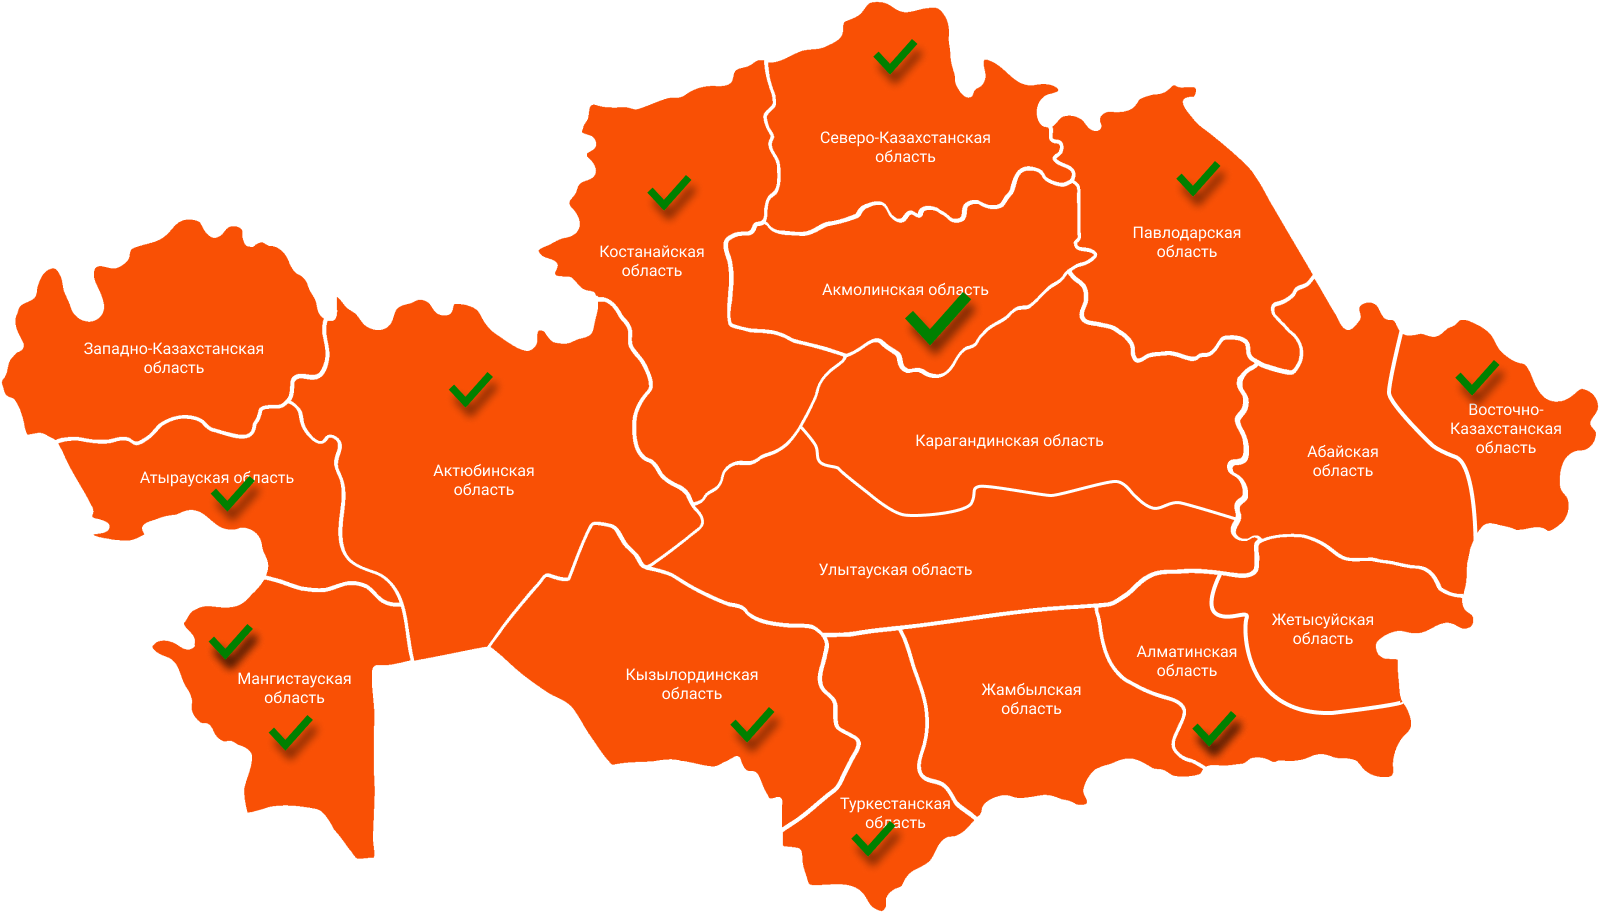 Северо-Казахстанская
область
Павлодарская
область
Костанайская
область
Акмолинская область
Западно-Казахстанская
область
Восточно-
Казахстанская
область
Карагандинская область
Абайская
область
Актюбинская
область
Атырауская область
Улытауская область
Жетысуйская
область
Алматинская
область
Кызылординская
область
Мангистауская
область
Жамбылская
область
Туркестанская
область